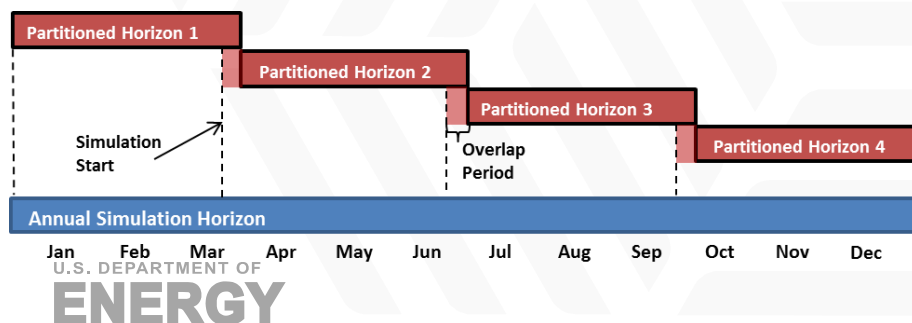 Partitioned Horizon 1
Partitioned Horizon 2
Partitioned Horizon 3
Simulation
Start
Overlap
Period
Partitioned Horizon 4
Annual Simulation Horizon
Jan Feb Mar Apr May Jun Jul Aug Sep Oct Nov Dec
U.S. DEPARTMENT OF
ENERGY